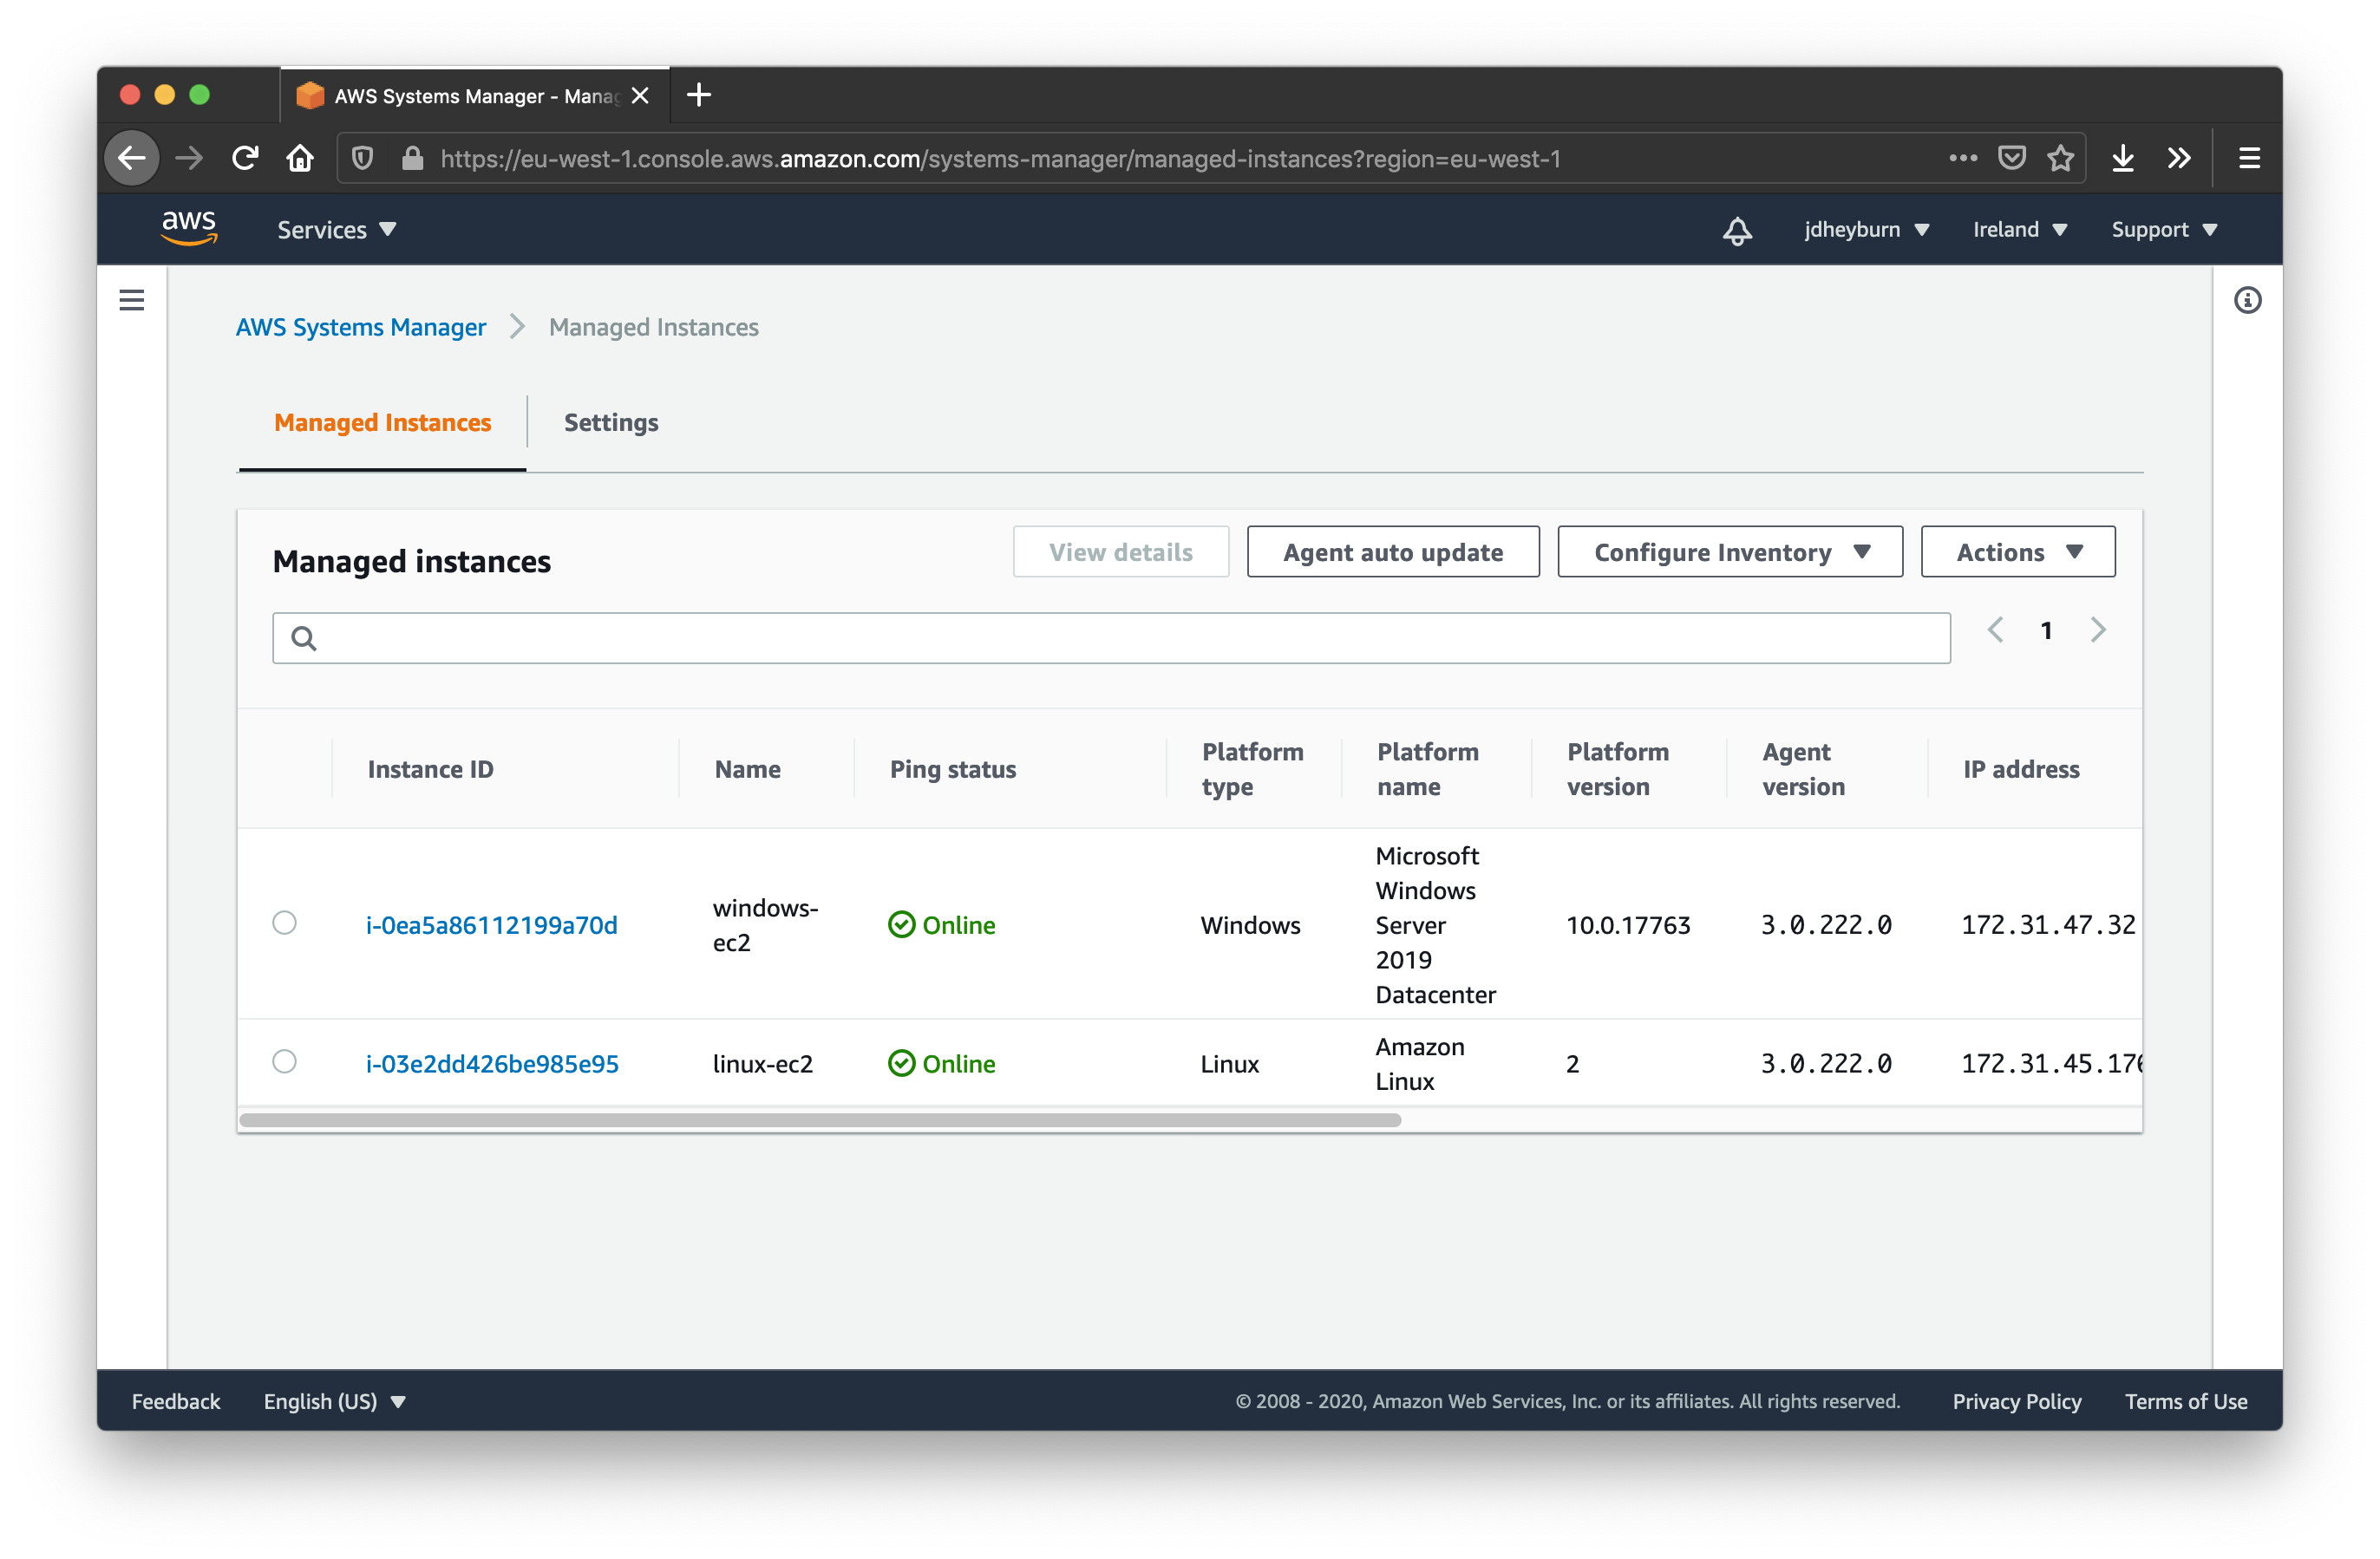 AWS Systems Manager - Manag
https://eu-west-1.console.aws.amazon.com/systems-manager/managed-instances?region=eu-west-1
aws Services jdheyburn Ireland Support
AWS Systems Manager Managed Instances
Managed Instances Settings
Managed instances View details Agent auto update Configure Inventory Actions
1
Instance ID Name Ping status Platform type Platform name Platform version Agent version IP address
i-0ea5a86112199a70d windows-ec2 Online Windows Microsoft Windows Server 2019 Datacenter 10.0.17763 3.0.222.0 172.31.47.32
i-03e2dd426be985e95 linux-ec2 Online Linux Amazon Linux 2 3.0.222.0 172.31.45.176
Feedback English (US) © 2008 - 2020, Amazon Web Services, Inc. or its affiliates. All rights reserved. Privacy Policy Terms of Use